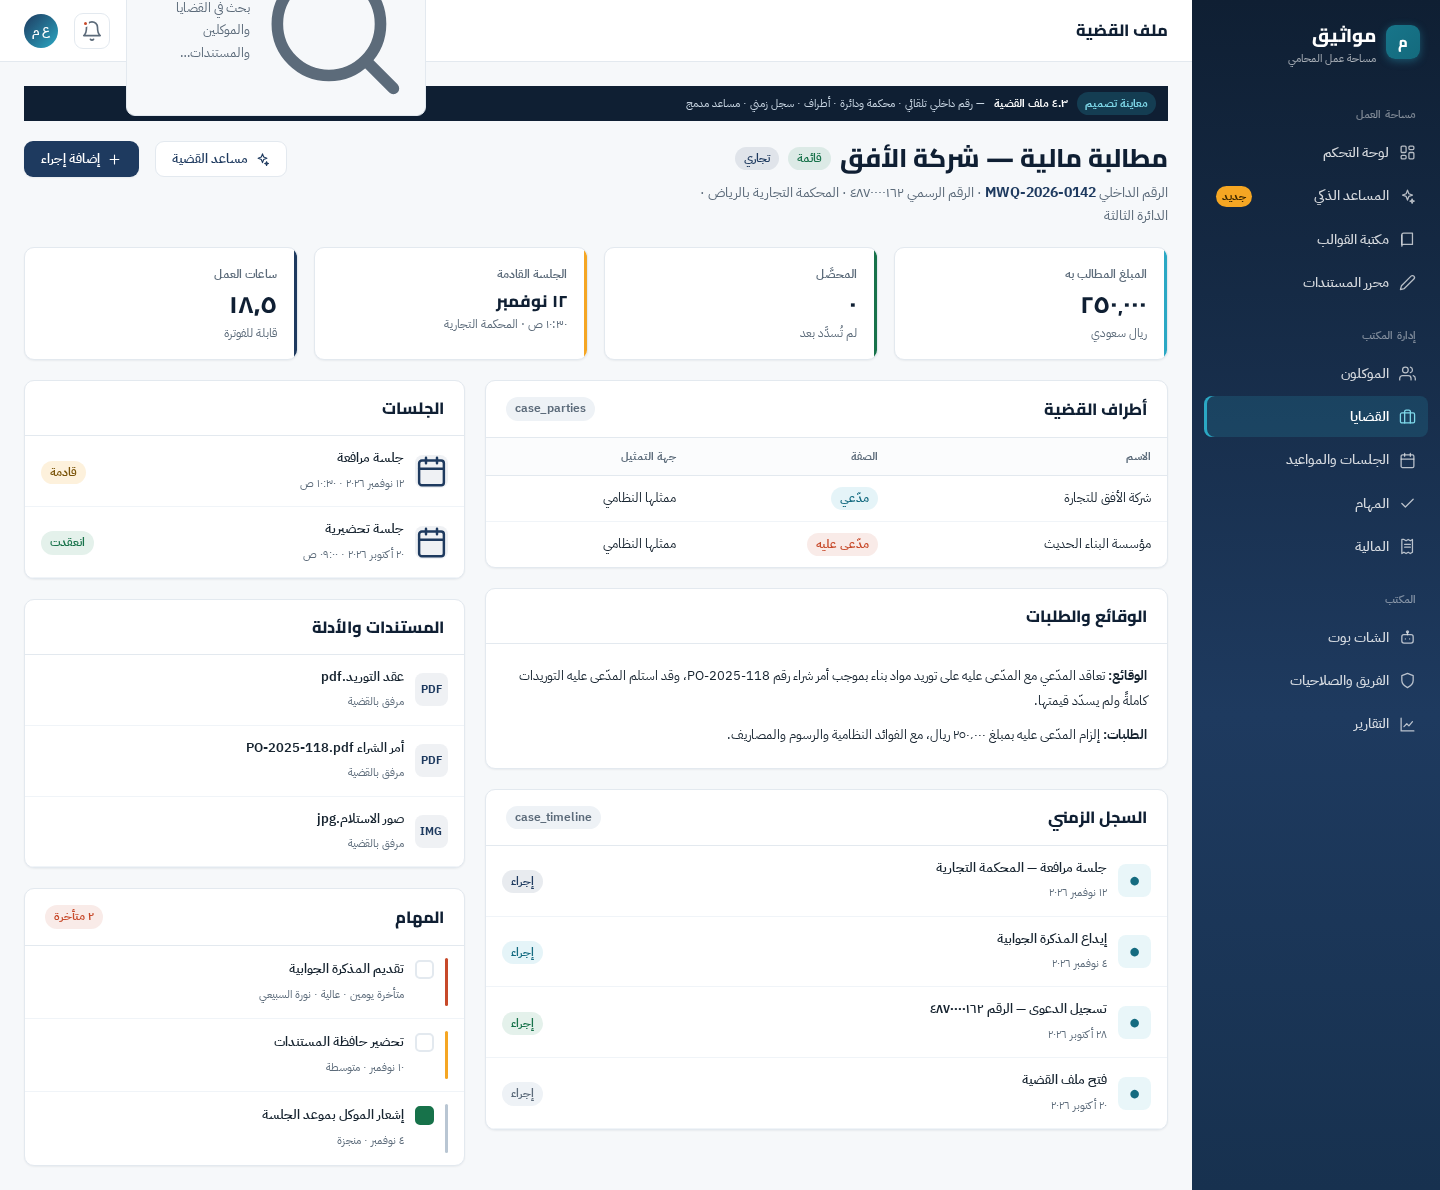 مواثيق
مساحة عمل المحامي
م
مساحة العمل
لوحة التحكم
المساعد الذكي
جديد
مكتبة القوالب
محرر المستندات
إدارة المكتب
الموكلون
القضايا
الجلسات والمواعيد
المهام
المالية
المكتب
الشات بوت
الفريق والصلاحيات
التقارير
ملف القضية
بحث في القضايا
والموكلين
والمستندات...
ع م
معاينة تصميم ٤.٣ ملف القضية — رقم داخلي تلقائي · محكمة ودائرة · أطراف · سجل زمني · مساعد مدمج
مطالبة مالية — شركة الأفق قائمة تجاري
مساعد القضية
إضافة إجراء
الرقم الداخلي MWQ-2026-0142 · الرقم الرسمي ٤٨٧٠٠٠٠١٦٢ · المحكمة التجارية بالرياض ·
الدائرة الثالثة
المبلغ المطالب به
٢٥٠,٠٠٠
ريال سعودي
المحصّل
٠
لم تُسدَّد بعد
الجلسة القادمة
١٢ نوفمبر
١٠:٣٠ ص · المحكمة التجارية
ساعات العمل
١٨,٥
قابلة للفوترة
أطراف القضية
case_parties
الاسم الصفة جهة التمثيل
شركة الأفق للتجارة مدّعي ممثلها النظامي
مؤسسة البناء الحديث مدّعى عليه ممثلها النظامي
الوقائع والطلبات
الوقائع: تعاقد المدّعي مع المدّعى عليه على توريد مواد بناء بموجب أمر شراء رقم PO-2025-118، وقد استلم المدّعى عليه التوريدات
كاملةً ولم يسدّد قيمتها.
الطلبات: إلزام المدّعى عليه بمبلغ ٢٥٠,٠٠٠ ريال، مع الفوائد النظامية والرسوم والمصاريف.
السجل الزمني
case_timeline
جلسة مرافعة — المحكمة التجارية
١٢ نوفمبر ٢٠٢٦
إجراء
إيداع المذكرة الجوابية
٤ نوفمبر ٢٠٢٦
إجراء
تسجيل الدعوى — الرقم ٤٨٧٠٠٠٠١٦٢
٢٨ أكتوبر ٢٠٢٦
إجراء
فتح ملف القضية
٢٠ أكتوبر ٢٠٢٦
إجراء
الجلسات
جلسة مرافعة
١٢ نوفمبر ٢٠٢٦ · ١٠:٣٠ ص
قادمة
جلسة تحضيرية
٢٠ أكتوبر ٢٠٢٦ · ٠٩:٠٠ ص
انعقدت
المستندات والأدلة
PDF
عقد التوريد.pdf
مرفق بالقضية
PDF
أمر الشراء PO-2025-118.pdf
مرفق بالقضية
IMG
صور الاستلام.jpg
مرفق بالقضية
المهام
٢ متأخرة
تقديم المذكرة الجوابية
متأخرة يومين · عالية · نورة السبيعي
تحضير حافظة المستندات
١٠ نوفمبر · متوسطة
إشعار الموكل بموعد الجلسة
٤ نوفمبر · منجزة